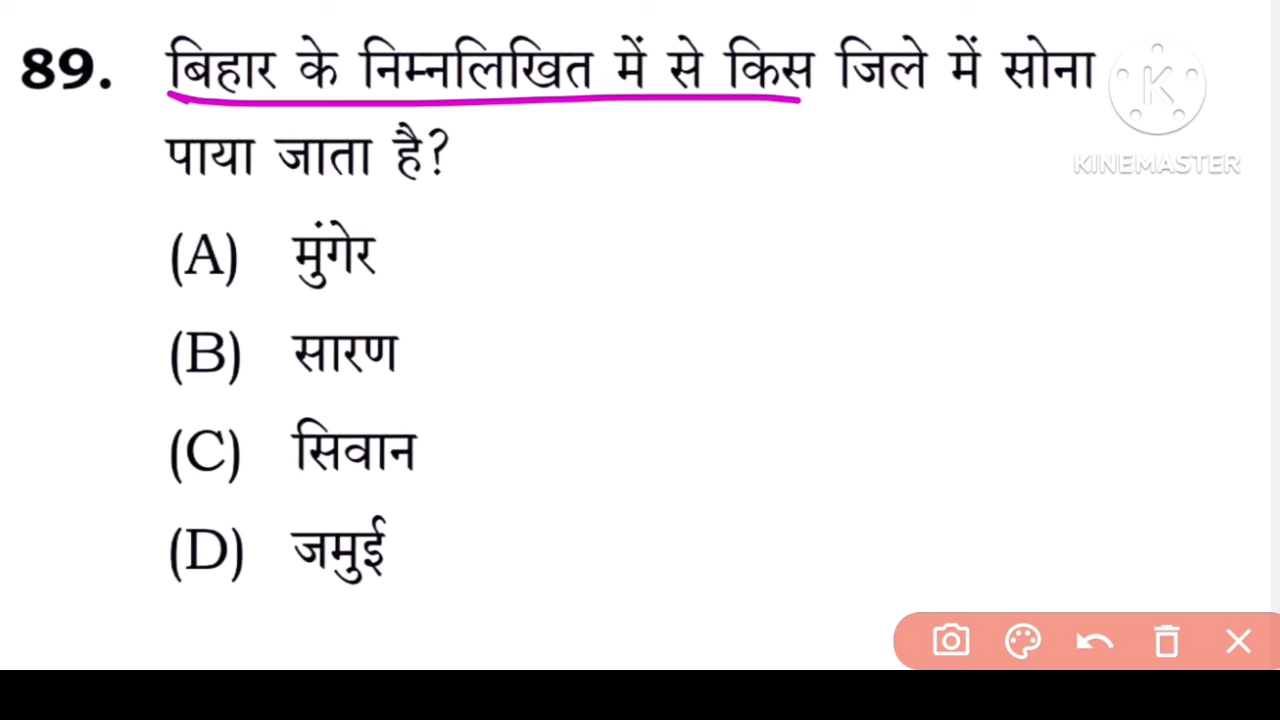 89. बिहार के निम्नलिखित में से किस जिले में सोना
पाया जाता है?
(A) मुंगेर
(B) सारण
(C) सिवान
(D) जमुई
K
KINEMASTER